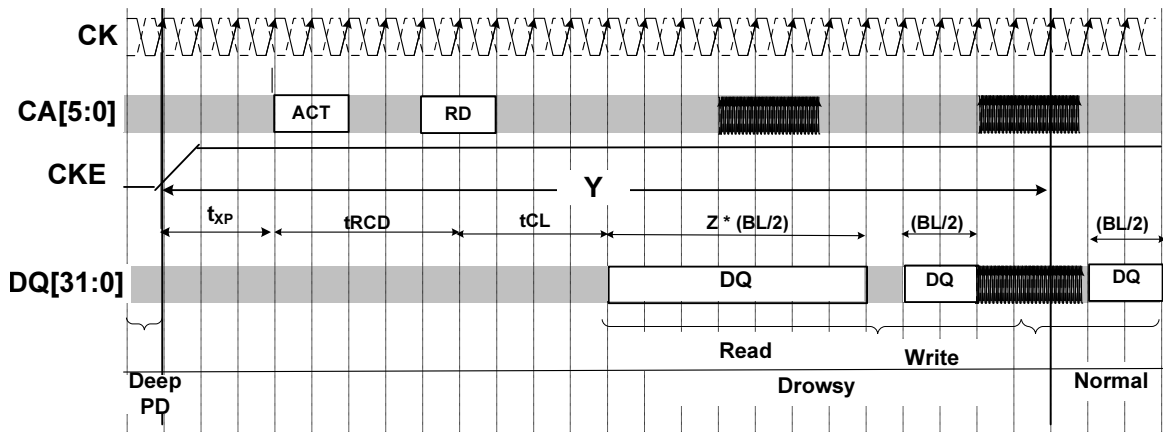 CK
CA[5:0]
ACT
RD
CKE
Y
tXP
tRCD
tCL
Z * (BL/2)
(BL/2)
(BL/2)
DQ[31:0]
DQ
DQ
DQ
Read
Write
Deep
PD
Drowsy
Normal